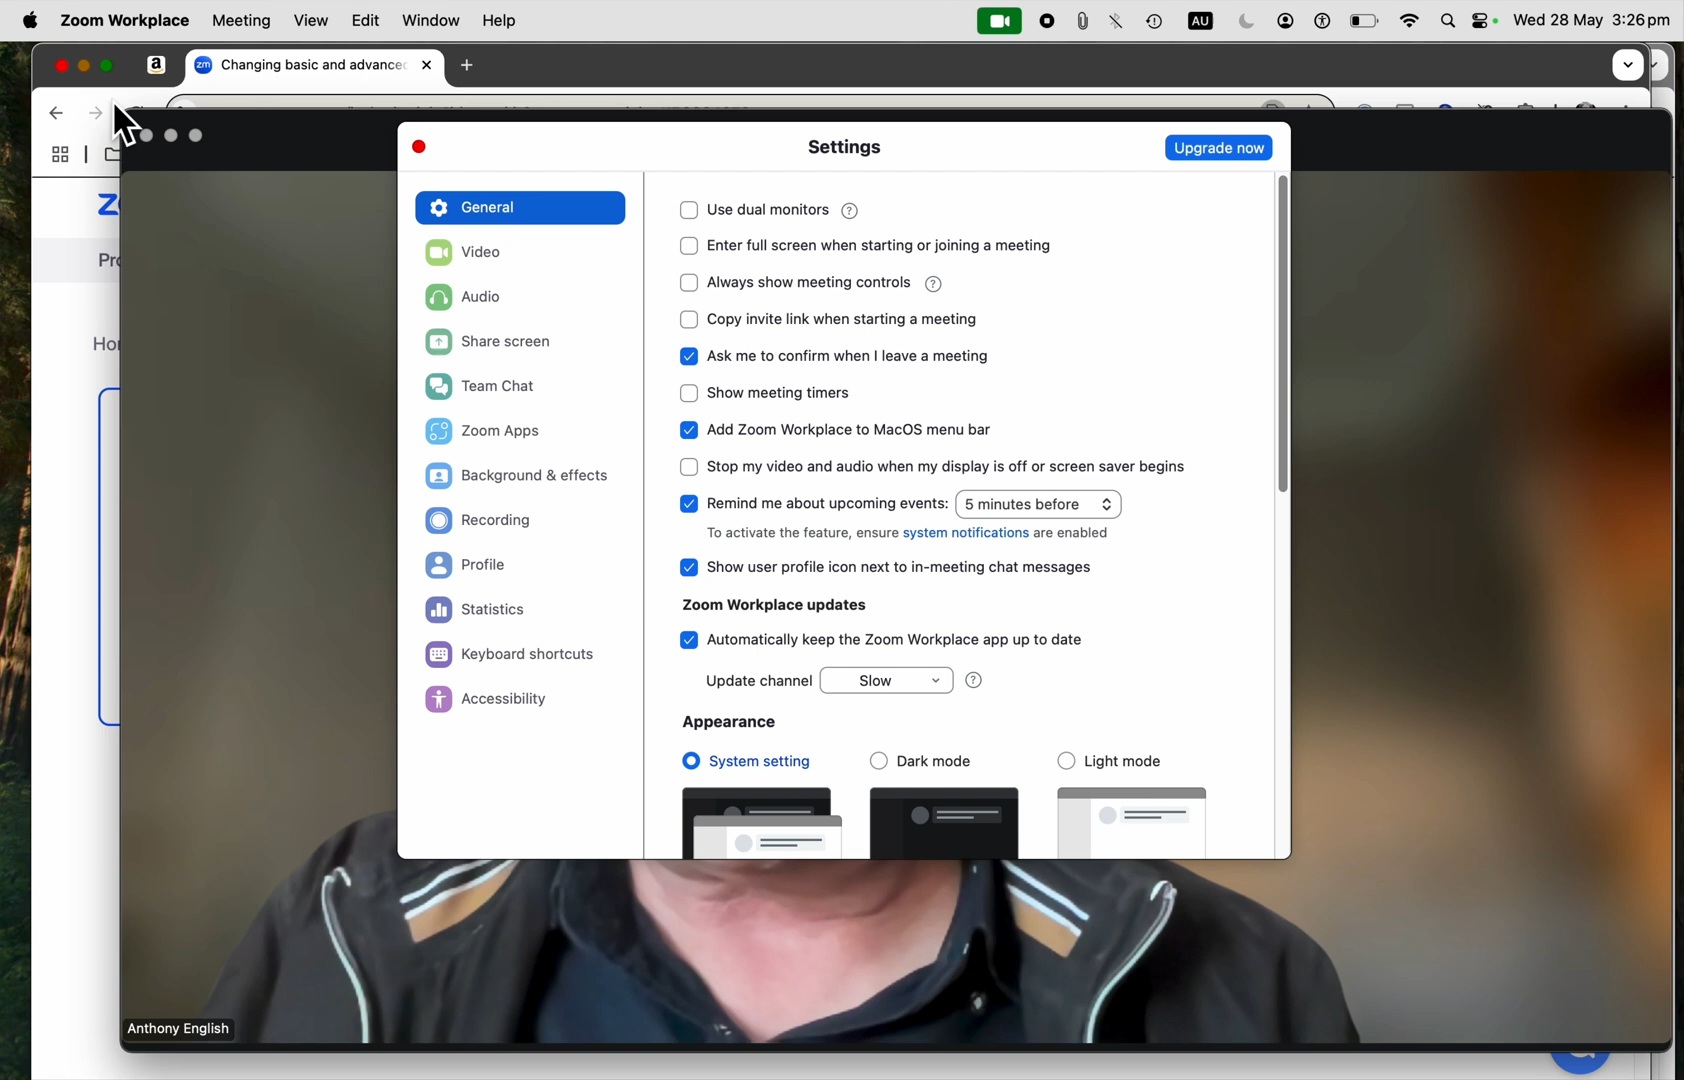 Zoom Workplace Meeting View Edit Window Help AU Wed 28 May 3:26pm
a zm Changing basic and advanced
Settings
Upgrade now
General
Video
Audio
Share screen
Team Chat
Zoom Apps
Background & effects
Recording
Profile
Statistics
Keyboard shortcuts
Accessibility
Use dual monitors ?
Enter full screen when starting or joining a meeting
Always show meeting controls ?
Copy invite link when starting a meeting
Ask me to confirm when I leave a meeting
Show meeting timers
Add Zoom Workplace to MacOS menu bar
Stop my video and audio when my display is off or screen saver begins
Remind me about upcoming events: 5 minutes before
To activate the feature, ensure system notifications are enabled
Show user profile icon next to in-meeting chat messages
Zoom Workplace updates
Automatically keep the Zoom Workplace app up to date
Update channel Slow ?
Appearance
System setting Dark mode Light mode
Anthony English